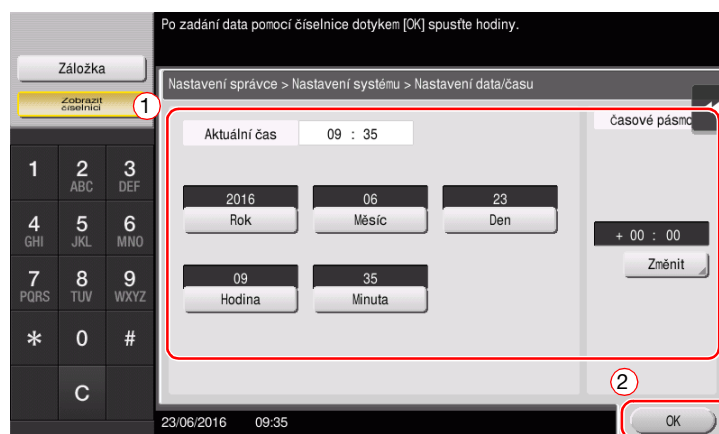 Po zadání data pomocí číselnice dotykem [OK] spusťte hodiny.
Záložka
Zobrazit
číselnici
1
Nastavení správce > Nastavení systému > Nastavení data/času
Aktuální čas 09 : 35
Časové pásmo
2016 06 23
Rok Měsíc Den
+ 00 : 00
Změnit
09 35
Hodina Minuta
1 2 3
ABC DEF
4 5 6
GHI JKL MNO
7 8 9
PQRS TUV WXYZ
* 0 #
C
2
23/06/2016 09:35
OK